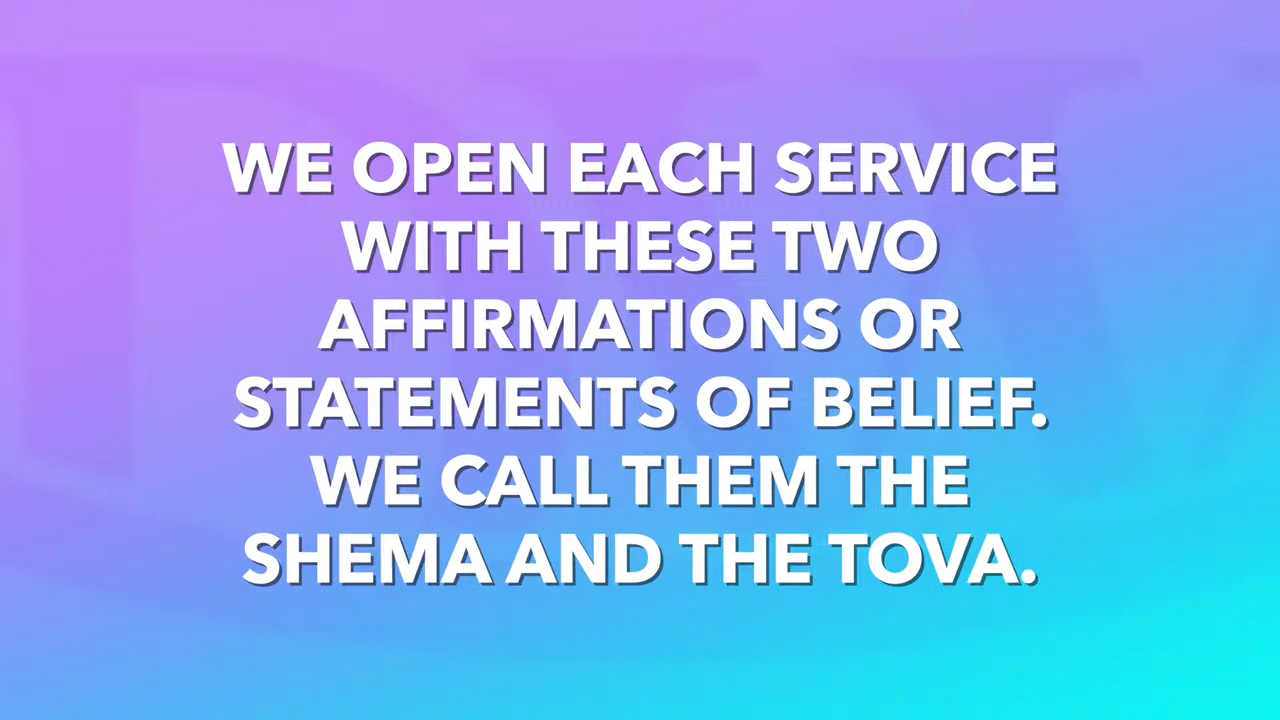 WE OPEN EACH SERVICE
WITH THESE TWO
AFFIRMATIONS OR
STATEMENTS OF BELIEF.
WE CALL THEM THE
SHEMA AND THE TOVA.